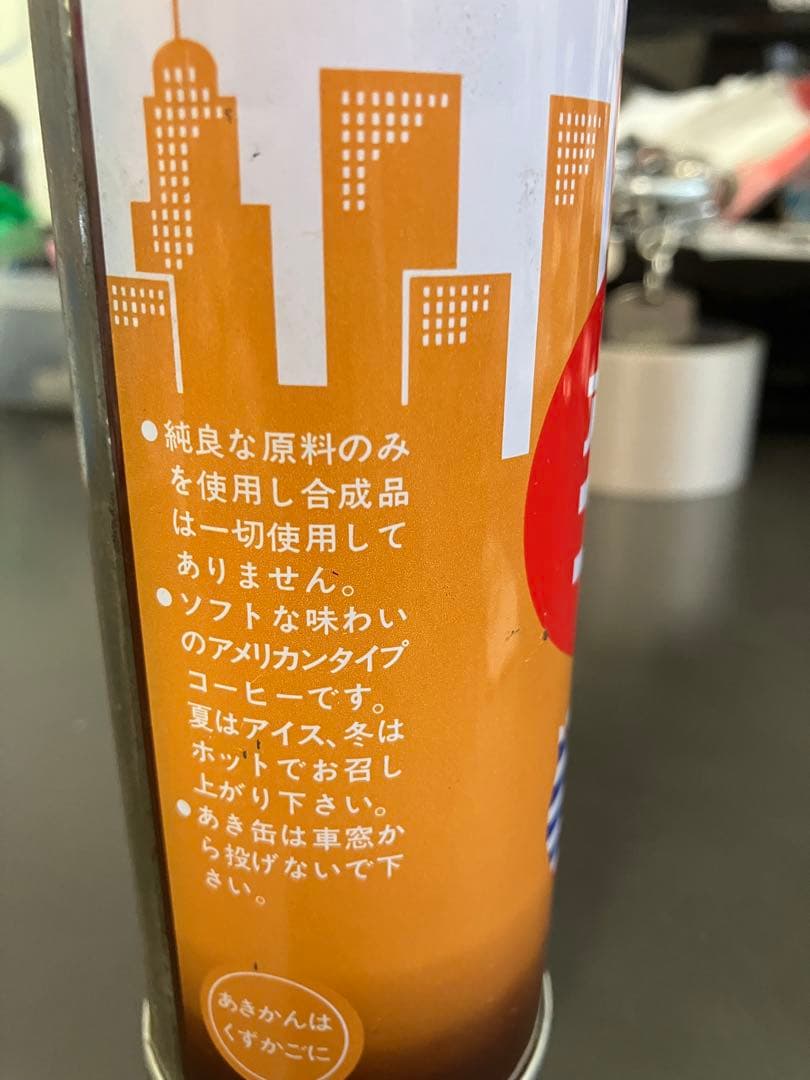 ●純良な原料のみ
を使用し合成品
は一切使用して
ありません。
●ソフトな味わい
のアメリカンタイプ
コーヒーです。
夏はアイス、冬は
ホットでお召し
上がり下さい。
●あき缶は車窓か
ら投げないで下
さい。
あきかんは
くずかごに